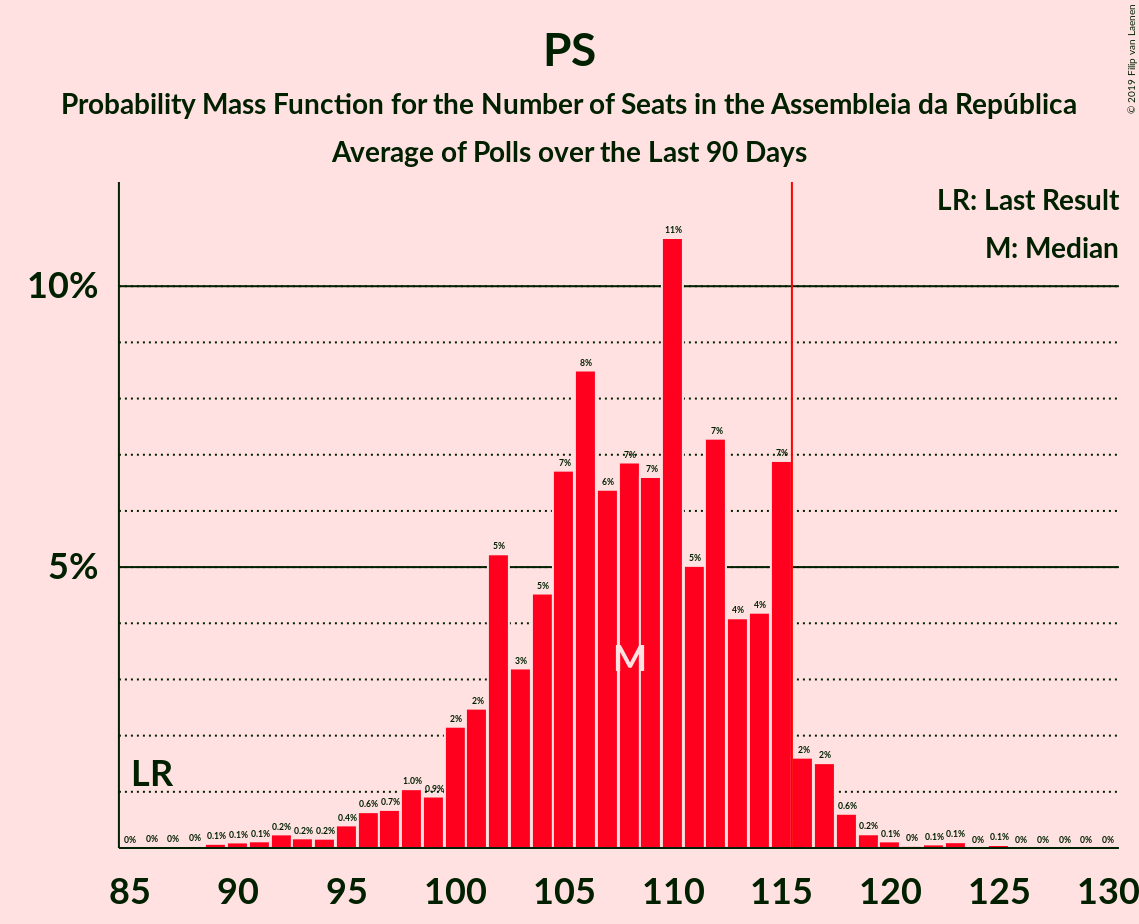 PS
Probability Mass Function for the Number of Seats in the Assembleia da República
Average of Polls over the Last 90 Days
© 2019 Filip van Laenen
LR: Last Result
M: Median
10%
5%
0% 0% 0% 0% 0.1% 0.1% 0.1% 0.2% 0.2% 0.2% 0.4% 0.6% 0.7% 1.0% 0.9% 2% 2% 5% 3% 5% 7% 8% 6% 7% 7% 11% 5% 7% 4% 4% 7% 2% 2% 0.6% 0.2% 0.1% 0% 0.1% 0.1% 0% 0.1% 0% 0% 0% 0% 0%
M
LR
85 90 95 100 105 110 115 120 125 130